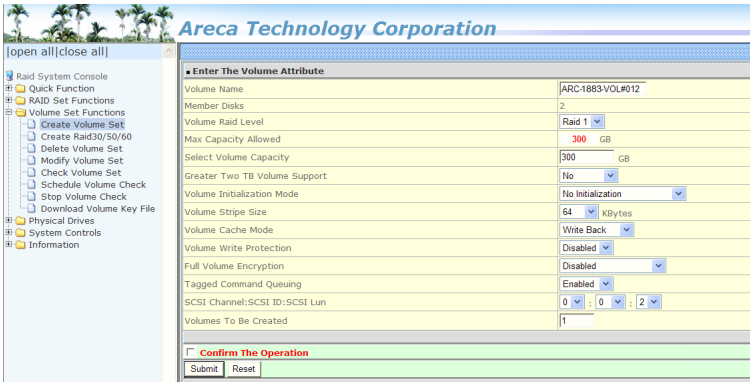 Areca Technology Corporation
|open all|close all|
Raid System Console
Quick Function
RAID Set Functions
Volume Set Functions
Create Volume Set
Create Raid30/50/60
Delete Volume Set
Modify Volume Set
Check Volume Set
Schedule Volume Check
Stop Volume Check
Download Volume Key File
Physical Drives
System Controls
Information
Enter The Volume Attribute
Volume Name ARC-1883-VOL#012
Member Disks 2
Volume Raid Level Raid 1
Max Capacity Allowed 300 GB
Select Volume Capacity 300 GB
Greater Two TB Volume Support No
Volume Initialization Mode No Initialization
Volume Stripe Size 64 KBytes
Volume Cache Mode Write Back
Volume Write Protection Disabled
Full Volume Encryption Disabled
Tagged Command Queuing Enabled
SCSI Channel:SCSI ID:SCSI Lun 0 : 0 : 2
Volumes To Be Created 1
Confirm The Operation
Submit Reset